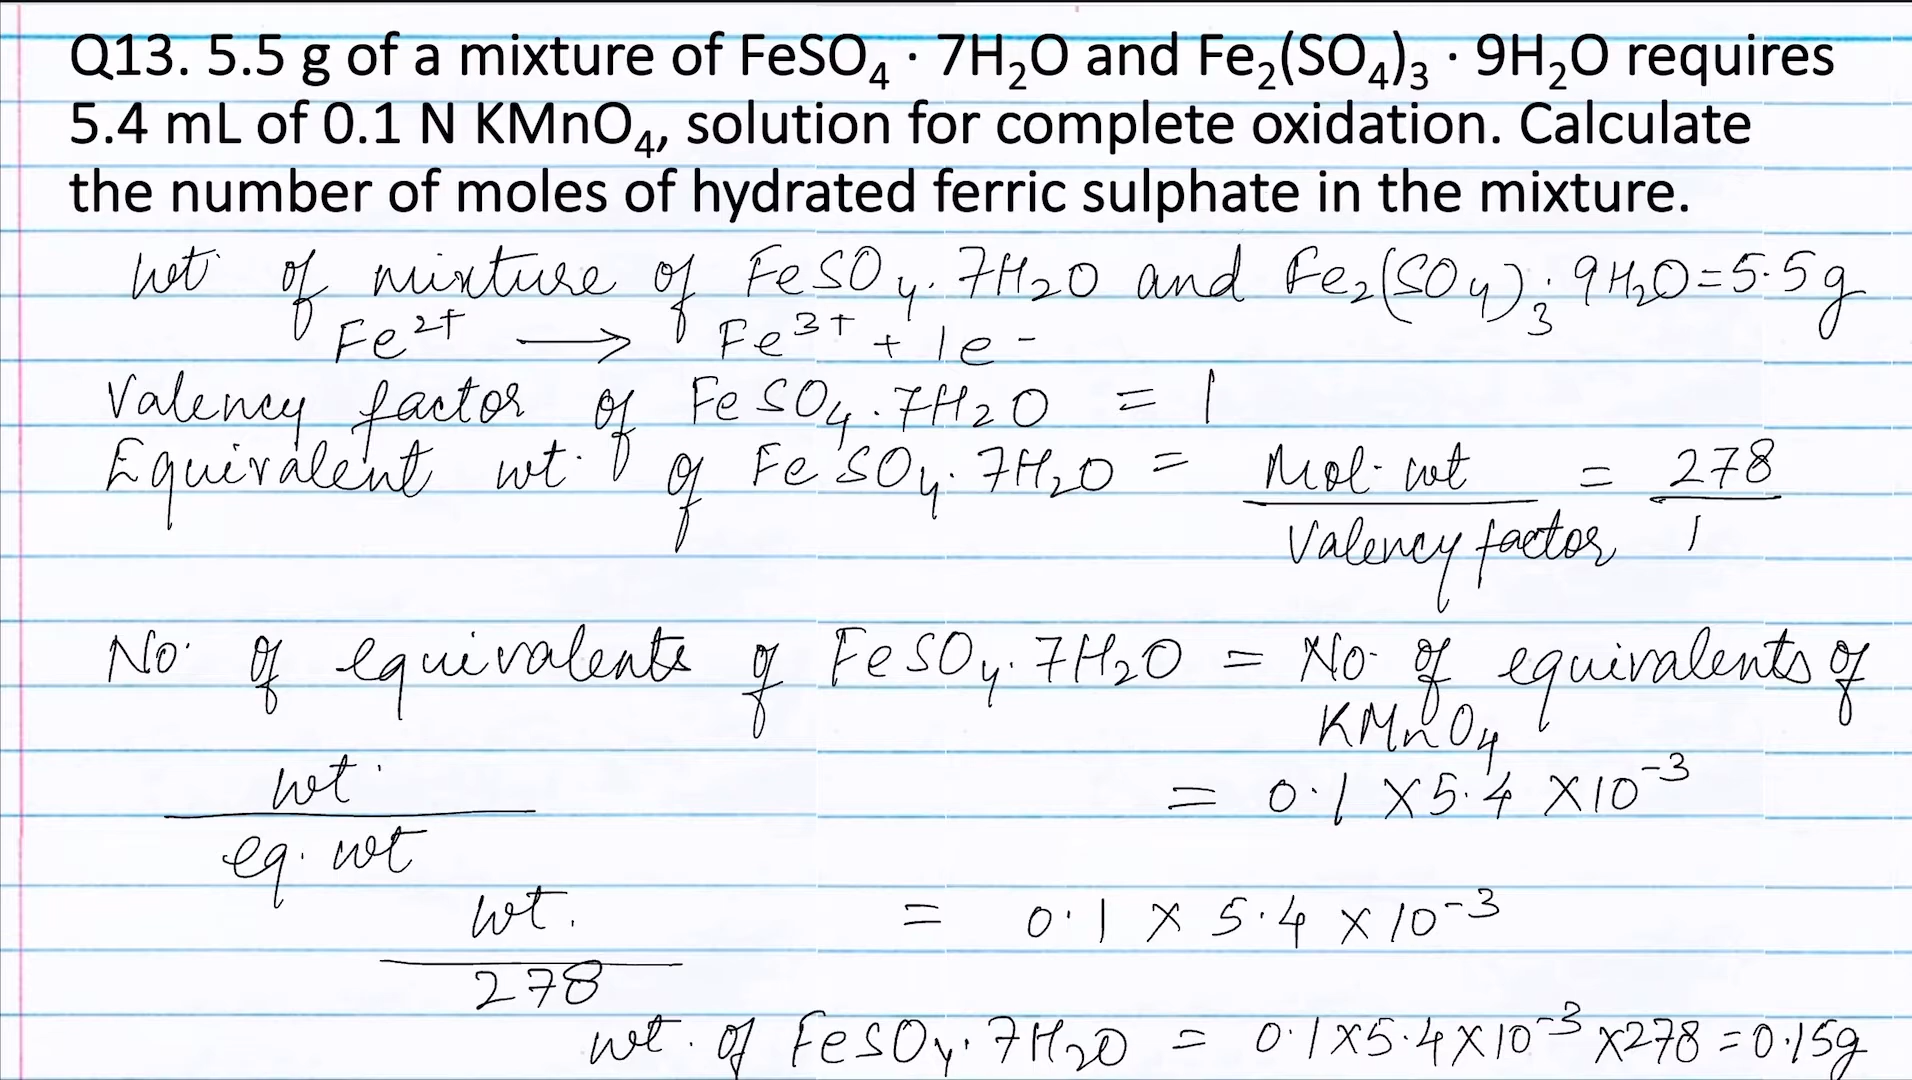 Q13. 5.5 g of a mixture of FeSO₄ · 7H₂O and Fe₂(SO₄)₃ · 9H₂O requires
5.4 mL of 0.1 N KMnO₄, solution for complete oxidation. Calculate
the number of moles of hydrated ferric sulphate in the mixture.
wt. of mixture of FeSO₄. 7H₂O and Fe₂(SO₄)₃. 9H₂O = 5.5g
Fe²⁺ ⟶ Fe³⁺ + 1e⁻
Valency factor of FeSO₄. 7H₂O = 1
Equivalent wt. of FeSO₄. 7H₂O = Mol. wt = 278
Valency factor 1
No. of equivalents of FeSO₄. 7H₂O = No. of equivalents of
KMnO₄
wt. = 0.1 × 5.4 × 10⁻³
eq. wt
wt. = 0.1 × 5.4 × 10⁻³
278
wt. of FeSO₄. 7H₂O = 0.1×5.4×10⁻³×278 = 0.15g